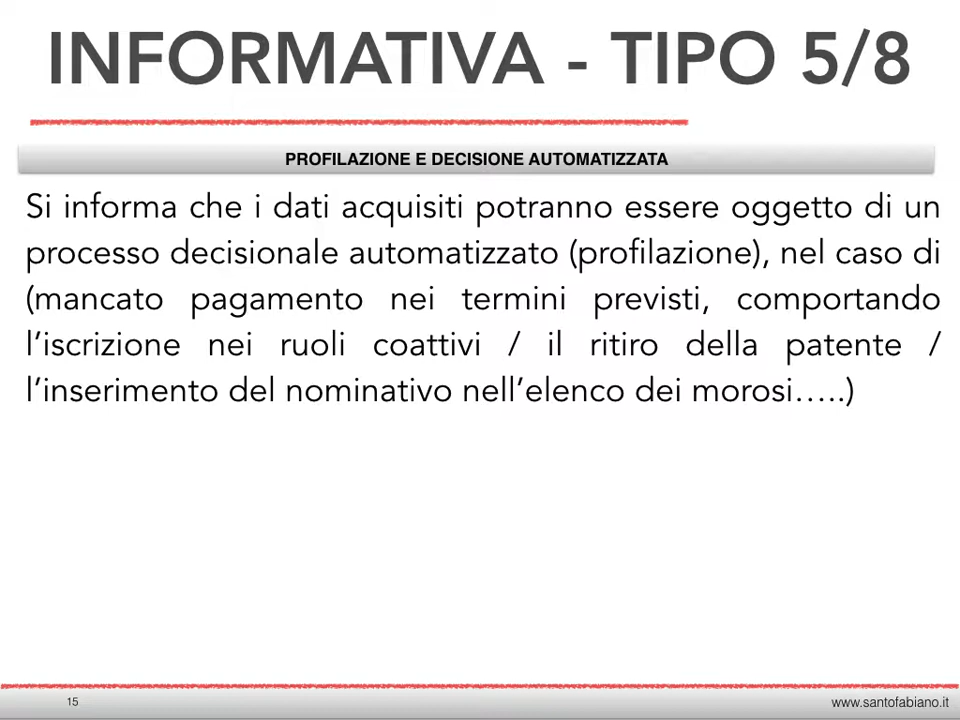 INFORMATIVA - TIPO 5/8
PROFILAZIONE E DECISIONE AUTOMATIZZATA
Si informa che i dati acquisiti potranno essere oggetto di un
processo decisionale automatizzato (profilazione), nel caso di
(mancato pagamento nei termini previsti, comportando
l’iscrizione nei ruoli coattivi / il ritiro della patente /
l’inserimento del nominativo nell’elenco dei morosi…..)
15
www.santofabiano.it